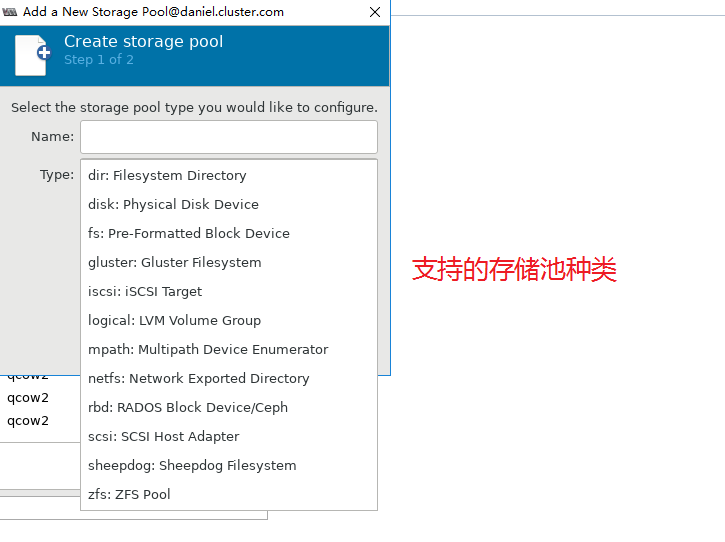 Add a New Storage Pool@daniel.cluster.com
Create storage pool
Step 1 of 2
Select the storage pool type you would like to configure.
Name:
Type:
dir: Filesystem Directory
disk: Physical Disk Device
fs: Pre-Formatted Block Device
gluster: Gluster Filesystem
支持的存储池种类
iscsi: iSCSI Target
logical: LVM Volume Group
mpath: Multipath Device Enumerator
qcow2
netfs: Network Exported Directory
qcow2
rbd: RADOS Block Device/Ceph
qcow2
scsi: SCSI Host Adapter
sheepdog: Sheepdog Filesystem
zfs: ZFS Pool